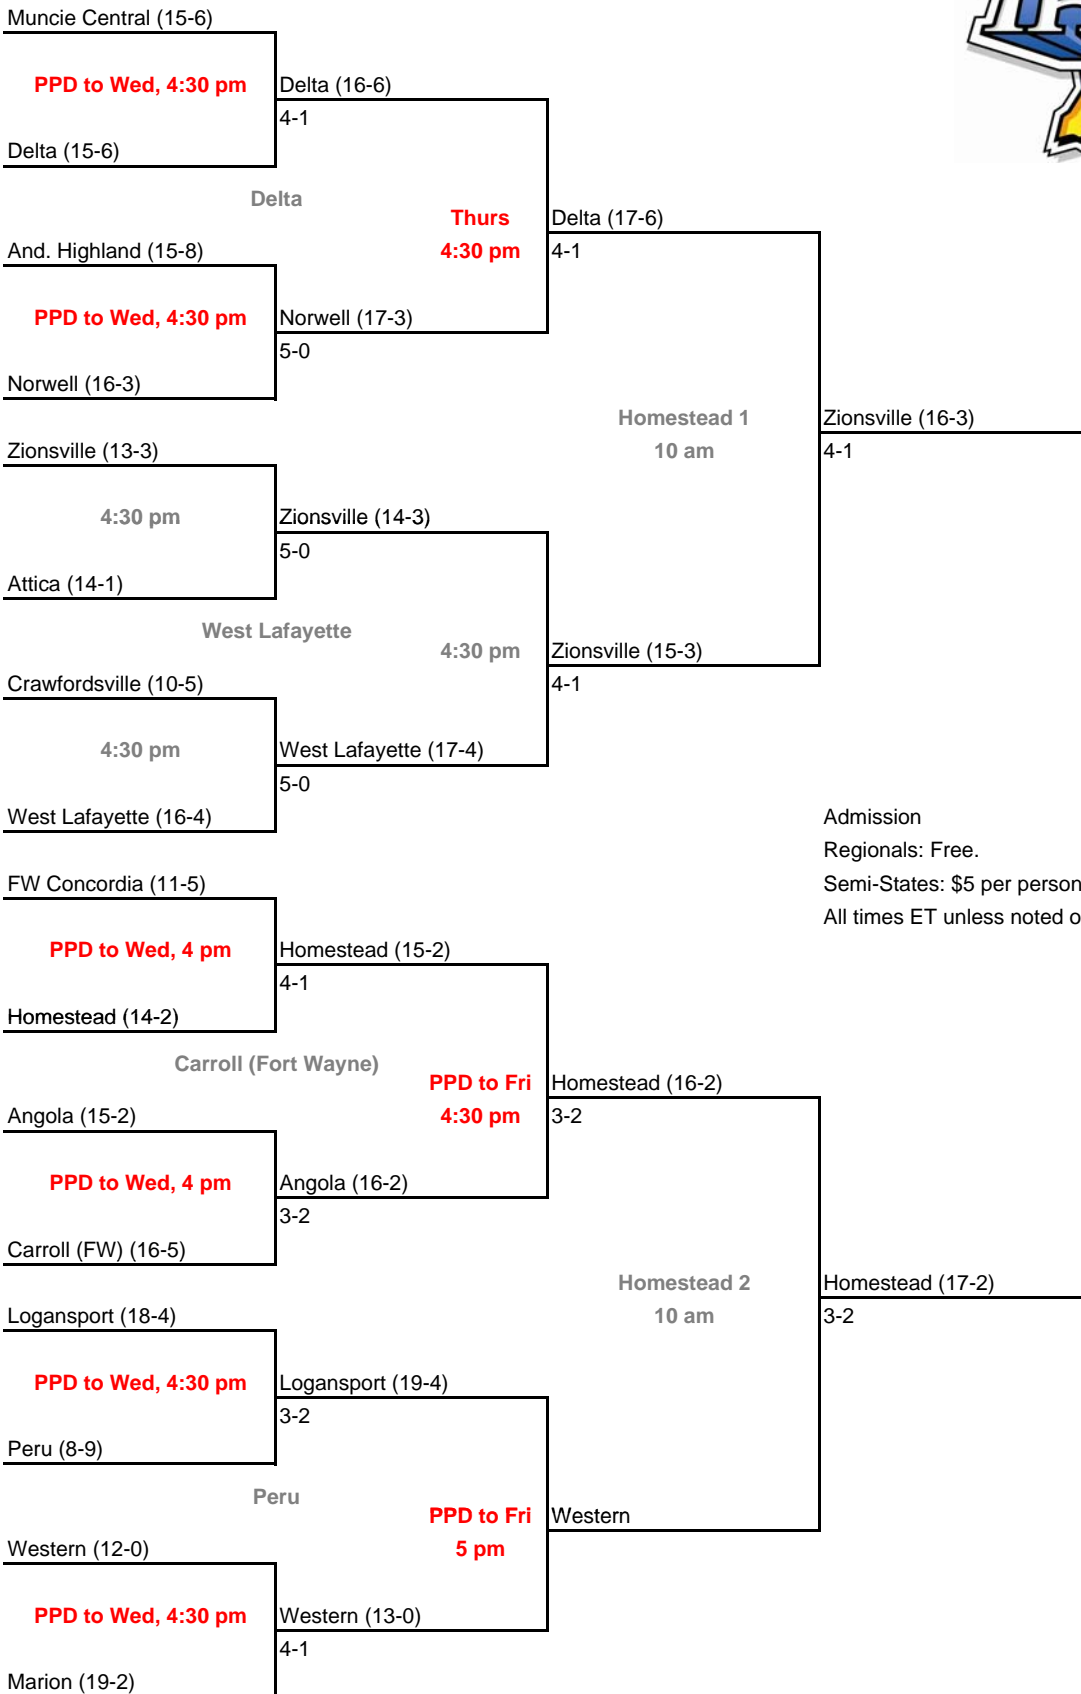 Muncie Central (15-6)
PPD to Wed, 4:30 pm
Delta (16-6)
4-1
Delta (15-6)
Delta
Thurs
4:30 pm
Delta (17-6)
4-1
And. Highland (15-8)
PPD to Wed, 4:30 pm
Norwell (17-3)
5-0
Norwell (16-3)
Homestead 1
10 am
Zionsville (16-3)
4-1
Zionsville (13-3)
4:30 pm
Zionsville (14-3)
5-0
Attica (14-1)
West Lafayette
4:30 pm
Zionsville (15-3)
4-1
Crawfordsville (10-5)
4:30 pm
West Lafayette (17-4)
5-0
West Lafayette (16-4)
Admission
Regionals: Free.
Semi-States: $5 per person
All times ET unless noted o
FW Concordia (11-5)
PPD to Wed, 4 pm
Homestead (15-2)
4-1
Homestead (14-2)
Carroll (Fort Wayne)
PPD to Fri
4:30 pm
Homestead (16-2)
3-2
Angola (15-2)
PPD to Wed, 4 pm
Angola (16-2)
3-2
Carroll (FW) (16-5)
Homestead 2
10 am
Homestead (17-2)
3-2
Logansport (18-4)
PPD to Wed, 4:30 pm
Logansport (19-4)
3-2
Peru (8-9)
Peru
PPD to Fri
5 pm
Western
Western (12-0)
PPD to Wed, 4:30 pm
Western (13-0)
4-1
Marion (19-2)